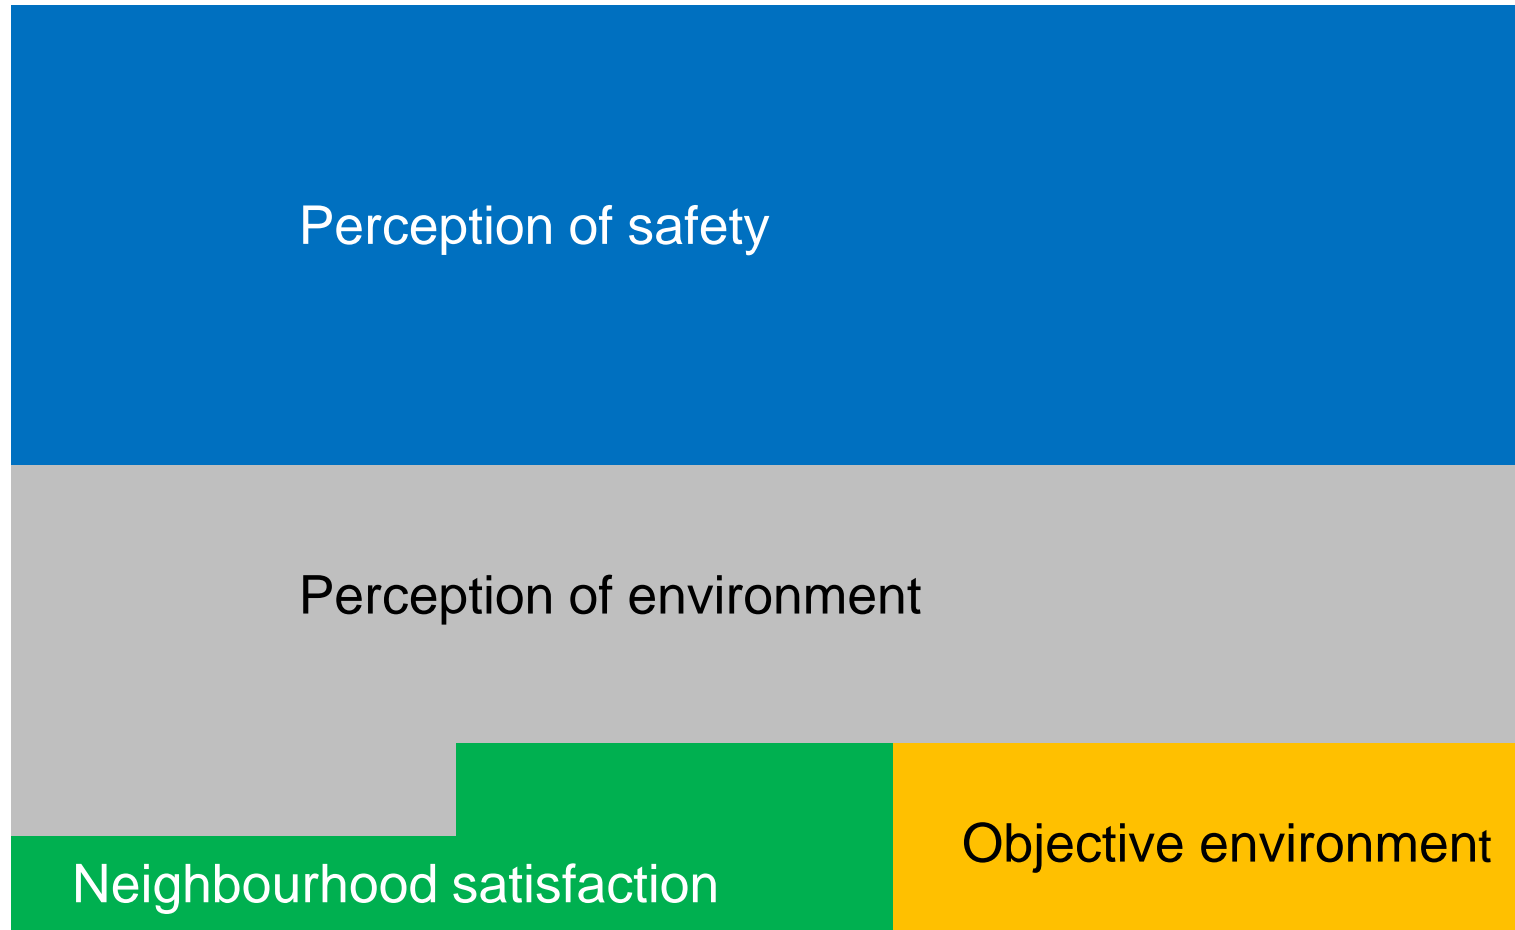 Perception of safety
Perception of environment
Objective environment
Neighbourhood satisfaction